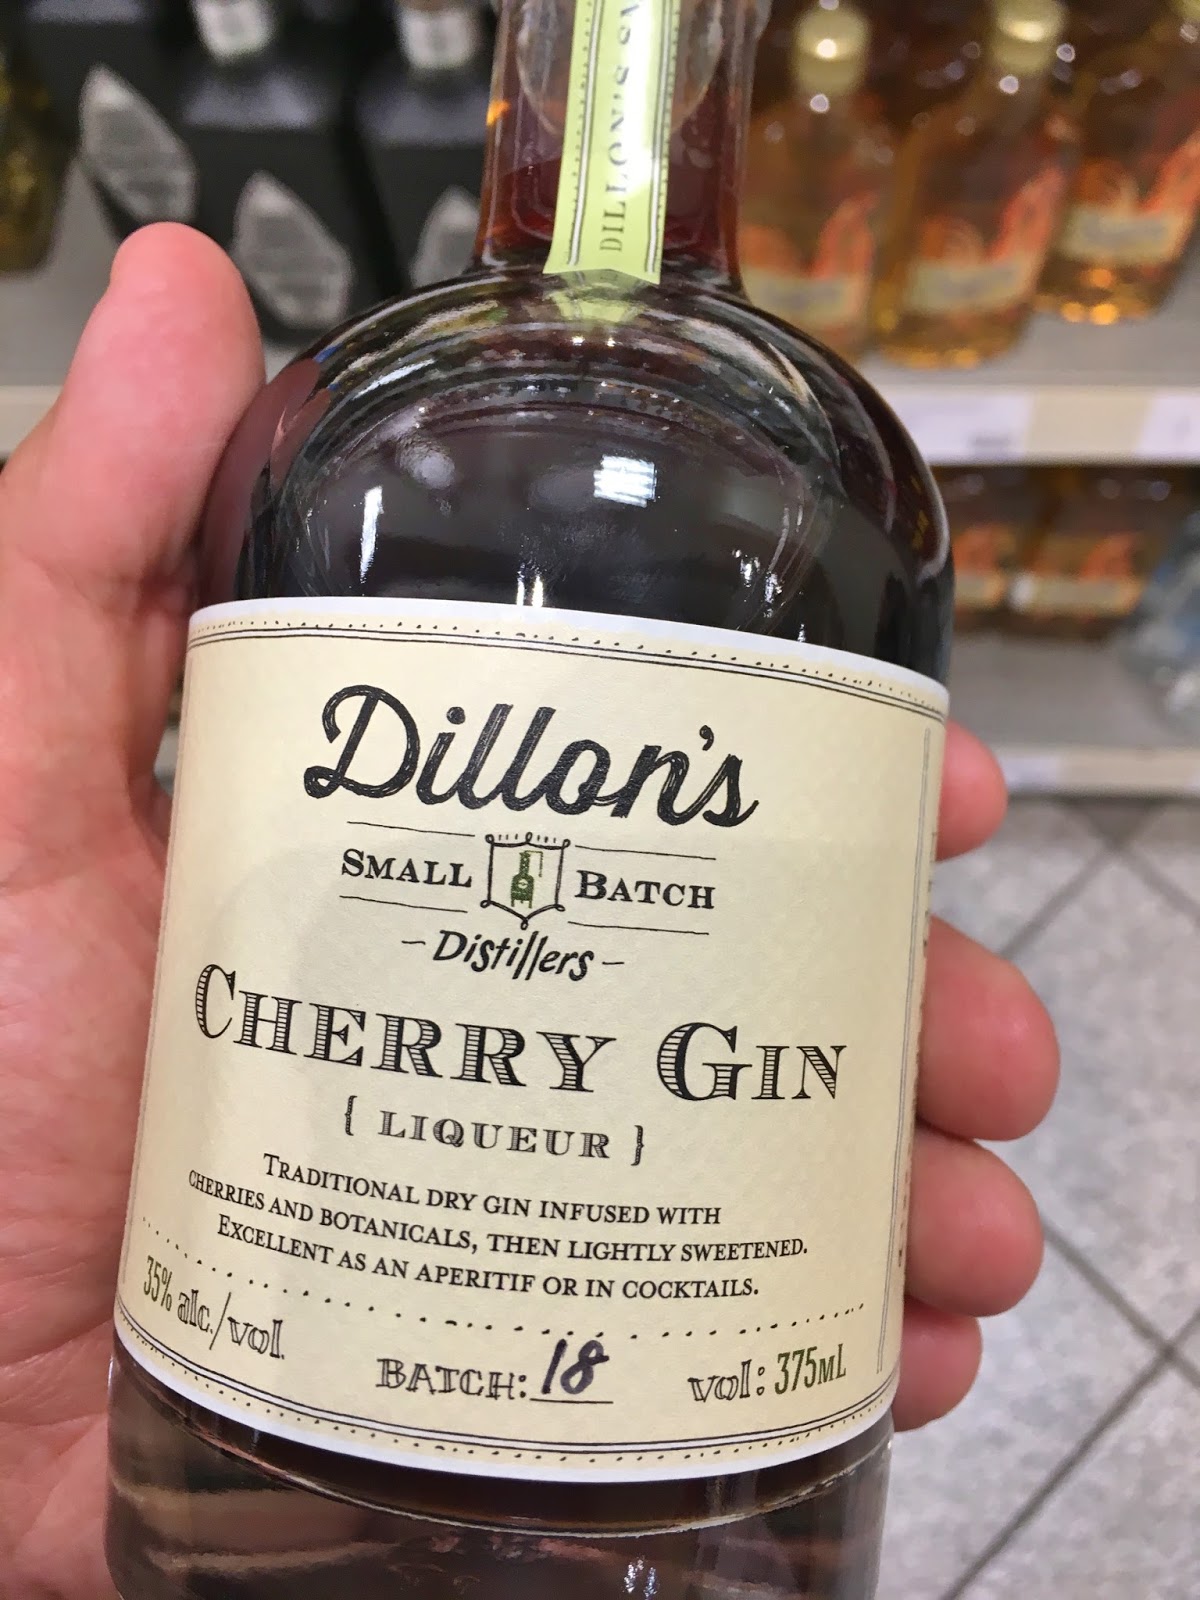 DILLON'S SM
Dillon's
SMALL BATCH
- Distillers -
CHERRY GIN
{ LIQUEUR }
TRADITIONAL DRY GIN INFUSED WITH
CHERRIES AND BOTANICALS, THEN LIGHTLY SWEETENED.
EXCELLENT AS AN APERITIF OR IN COCKTAILS.
35% alc./vol.
BATCH: 18
vol: 375mL